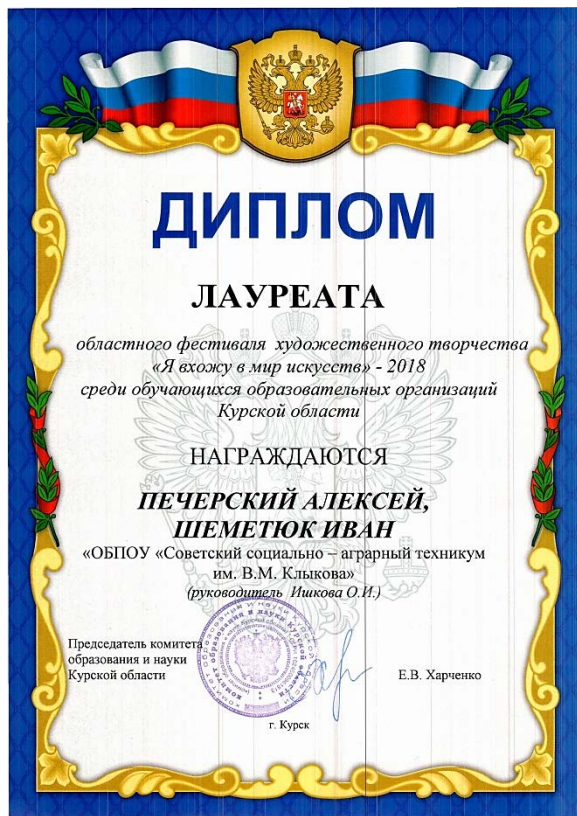 ДИПЛОМ
ЛАУРЕАТА
областного фестиваля художественного творчества
«Я вхожу в мир искусств» - 2018
среди обучающихся образовательных организаций
Курской области
НАГРАЖДАЮТСЯ
ПЕЧЕРСКИЙ АЛЕКСЕЙ,
ШЕМЕТЮК ИВАН
«ОБПОУ «Советский социально – аграрный техникум
им. В.М. Клыкова»
(руководитель Ишкова О.И.)
Председатель комитета
образования и науки
Курской области
Е.В. Харченко
г. Курск